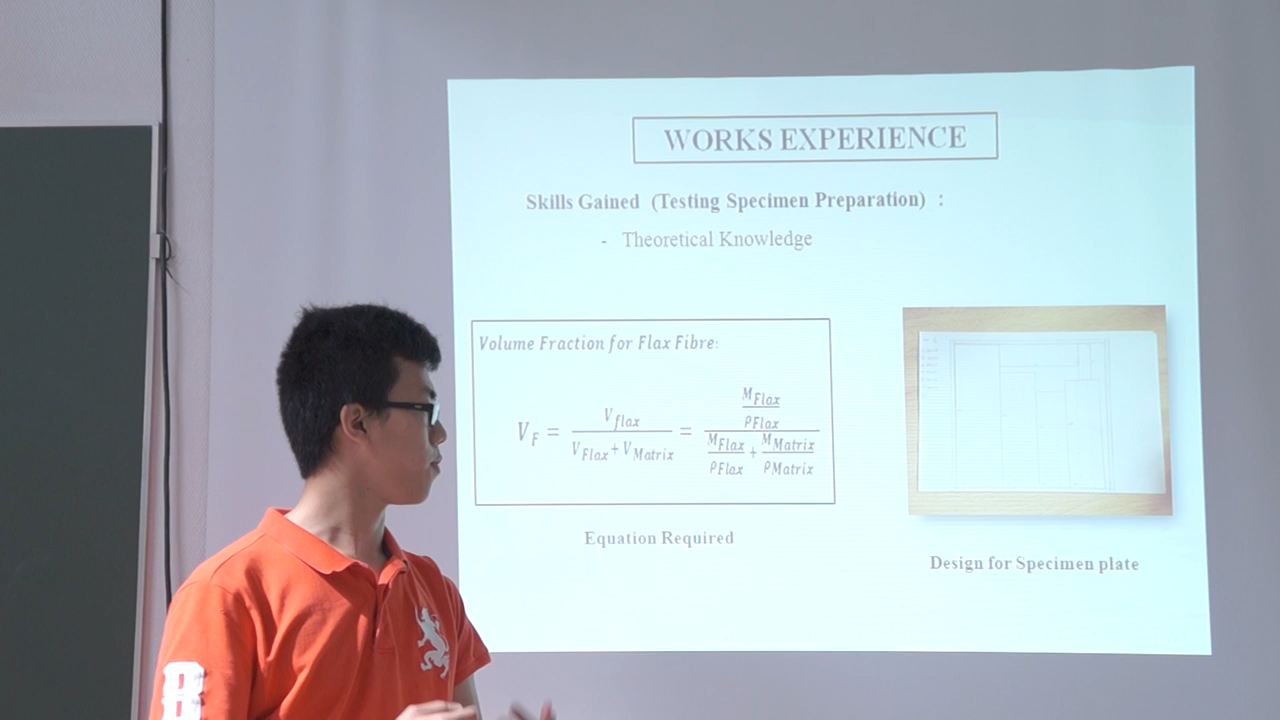 WORKS EXPERIENCE
Skills Gained (Testing Specimen Preparation) :
- Theoretical Knowledge
Volume Fraction for Flax Fibre:
V_F = V_flax / (V_Flax + V_Matrix) = (M_Flax / ρ_Flax) / (M_Flax / ρ_Flax + M_Matrix / ρ_Matrix)
Equation Required
Design for Specimen plate
8